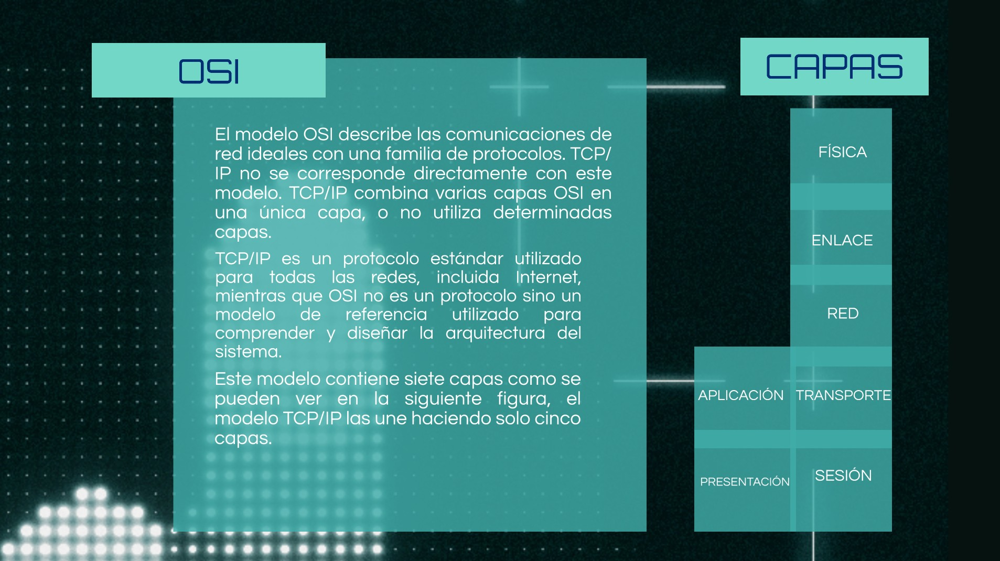 OSI
El modelo OSI describe las comunicaciones de
red ideales con una familia de protocolos. TCP/
IP no se corresponde directamente con este
modelo. TCP/IP combina varias capas OSI en
una única capa, o no utiliza determinadas
capas.
TCP/IP es un protocolo estándar utilizado
para todas las redes, incluida Internet,
mientras que OSI no es un protocolo sino un
modelo de referencia utilizado para
comprender y diseñar la arquitectura del
sistema.
Este modelo contiene siete capas como se
pueden ver en la siguiente figura, el
modelo TCP/IP las une haciendo solo cinco
capas.
CAPAS
FÍSICA
ENLACE
RED
APLICACIÓN TRANSPORTE
PRESENTACIÓN SESIÓN